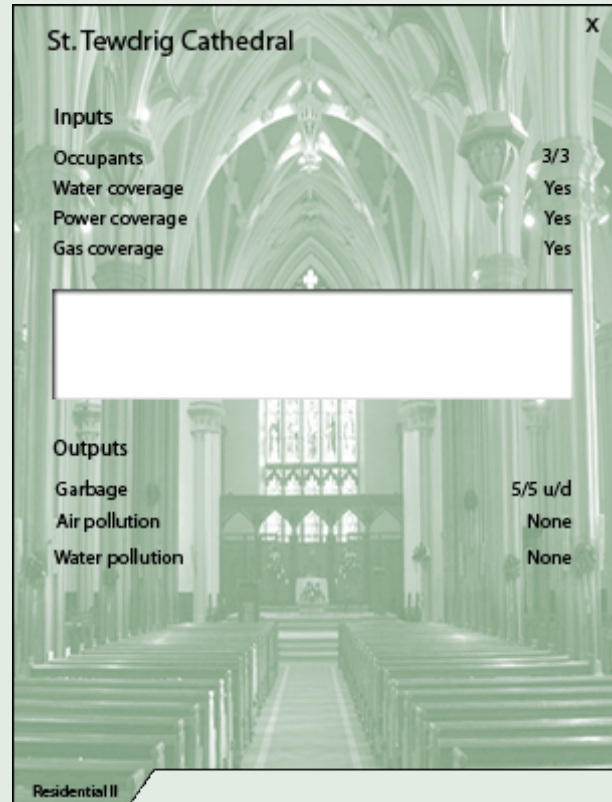 St. Tewdrig Cathedral x
Inputs
Occupants 3/3
Water coverage Yes
Power coverage Yes
Gas coverage Yes
Outputs
Garbage 5/5 u/d
Air pollution None
Water pollution None
Residential II